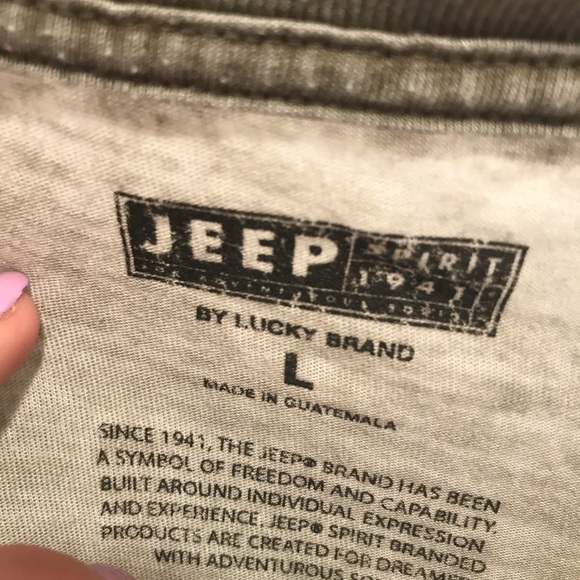 JEEP SPIRIT
1941
BY LUCKY BRAND
L
MADE IN GUATEMALA
SINCE 1941, THE JEEP® BRAND HAS BEEN
A SYMBOL OF FREEDOM AND CAPABILITY.
BUILT AROUND INDIVIDUAL EXPRESSION
AND EXPERIENCE, JEEP® SPIRIT BRANDED
PRODUCTS ARE CREATED FOR
WITH ADVENTUROUS